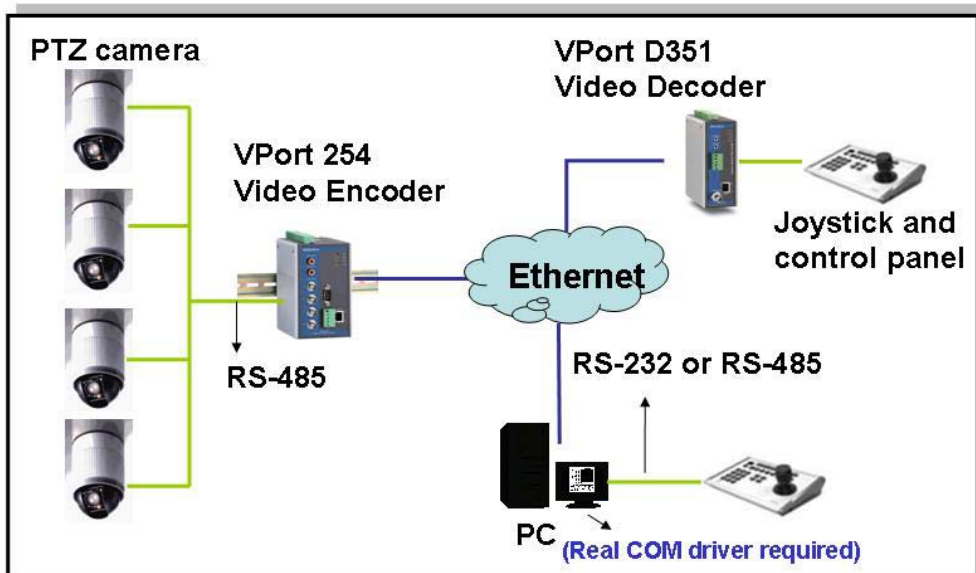 PTZ camera
VPort 254
Video Encoder
RS-485
VPort D351
Video Decoder
Joystick and
control panel
Ethernet
RS-232 or RS-485
PC
(Real COM driver required)